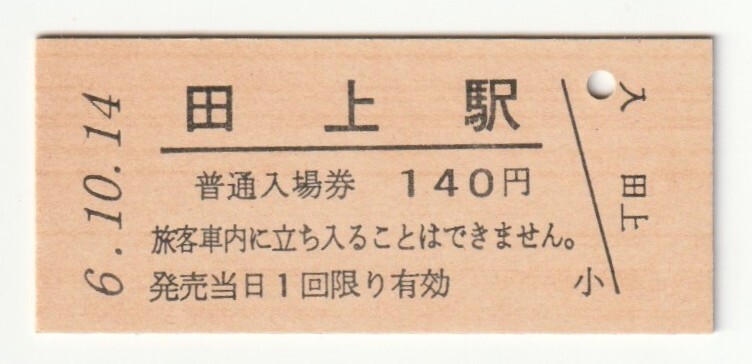 6.10.14
田上駅
普通入場券 140円
旅客車内に立ち入ることはできません。
発売当日1回限り有効
小
入 田上